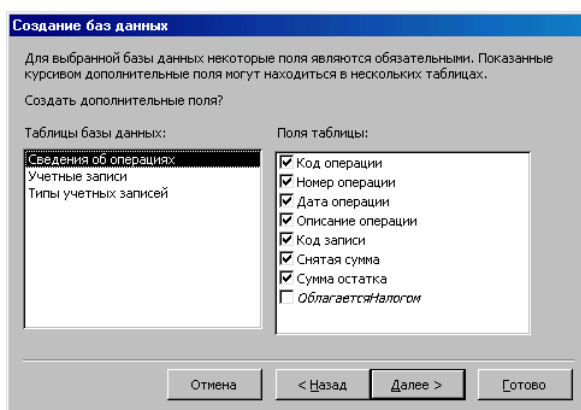 Создание баз данных
Для выбранной базы данных некоторые поля являются обязательными. Показанные
курсивом дополнительные поля могут находиться в нескольких таблицах.
Создать дополнительные поля?
Таблицы базы данных:
Сведения об операциях
Учетные записи
Типы учетных записей
Поля таблицы:
Код операции
Номер операции
Дата операции
Описание операции
Код записи
Снятая сумма
Сумма остатка
ОблагаетсяНалогом
Отмена
< Назад
Далее >
Готово